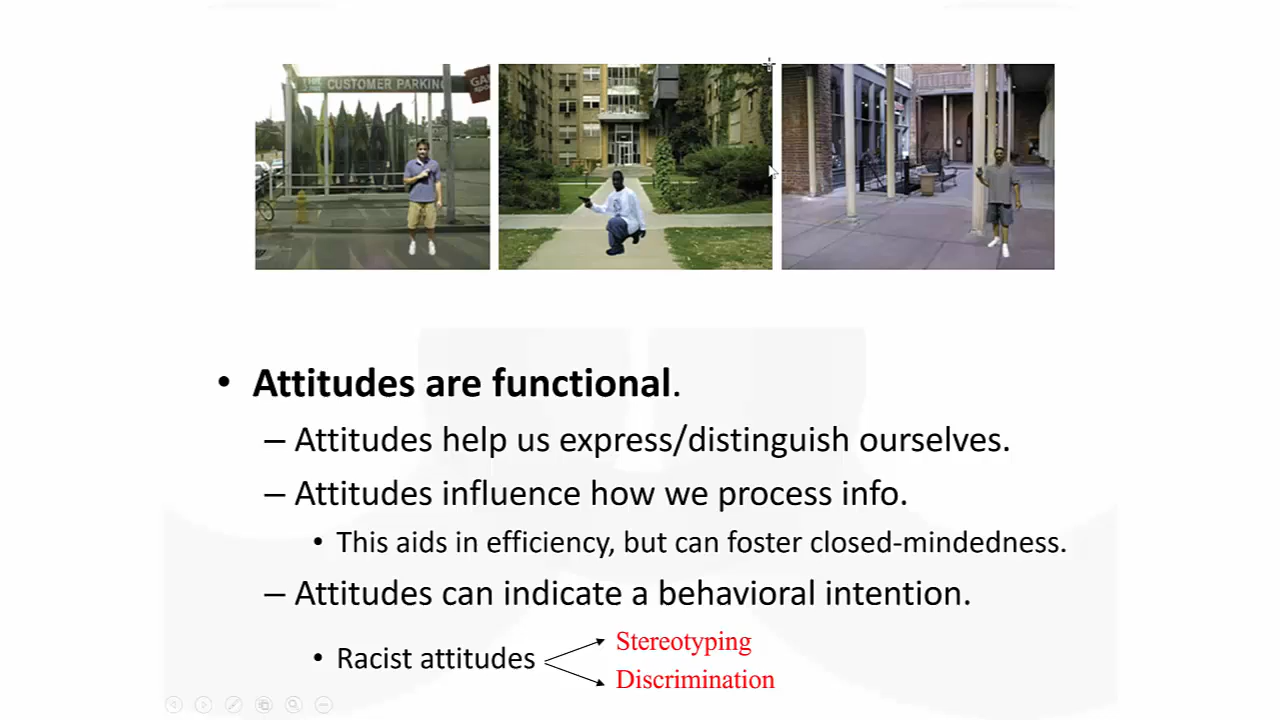 CUSTOMER PARKING
• Attitudes are functional.
– Attitudes help us express/distinguish ourselves.
– Attitudes influence how we process info.
• This aids in efficiency, but can foster closed-mindedness.
– Attitudes can indicate a behavioral intention.
• Racist attitudes
Stereotyping
Discrimination